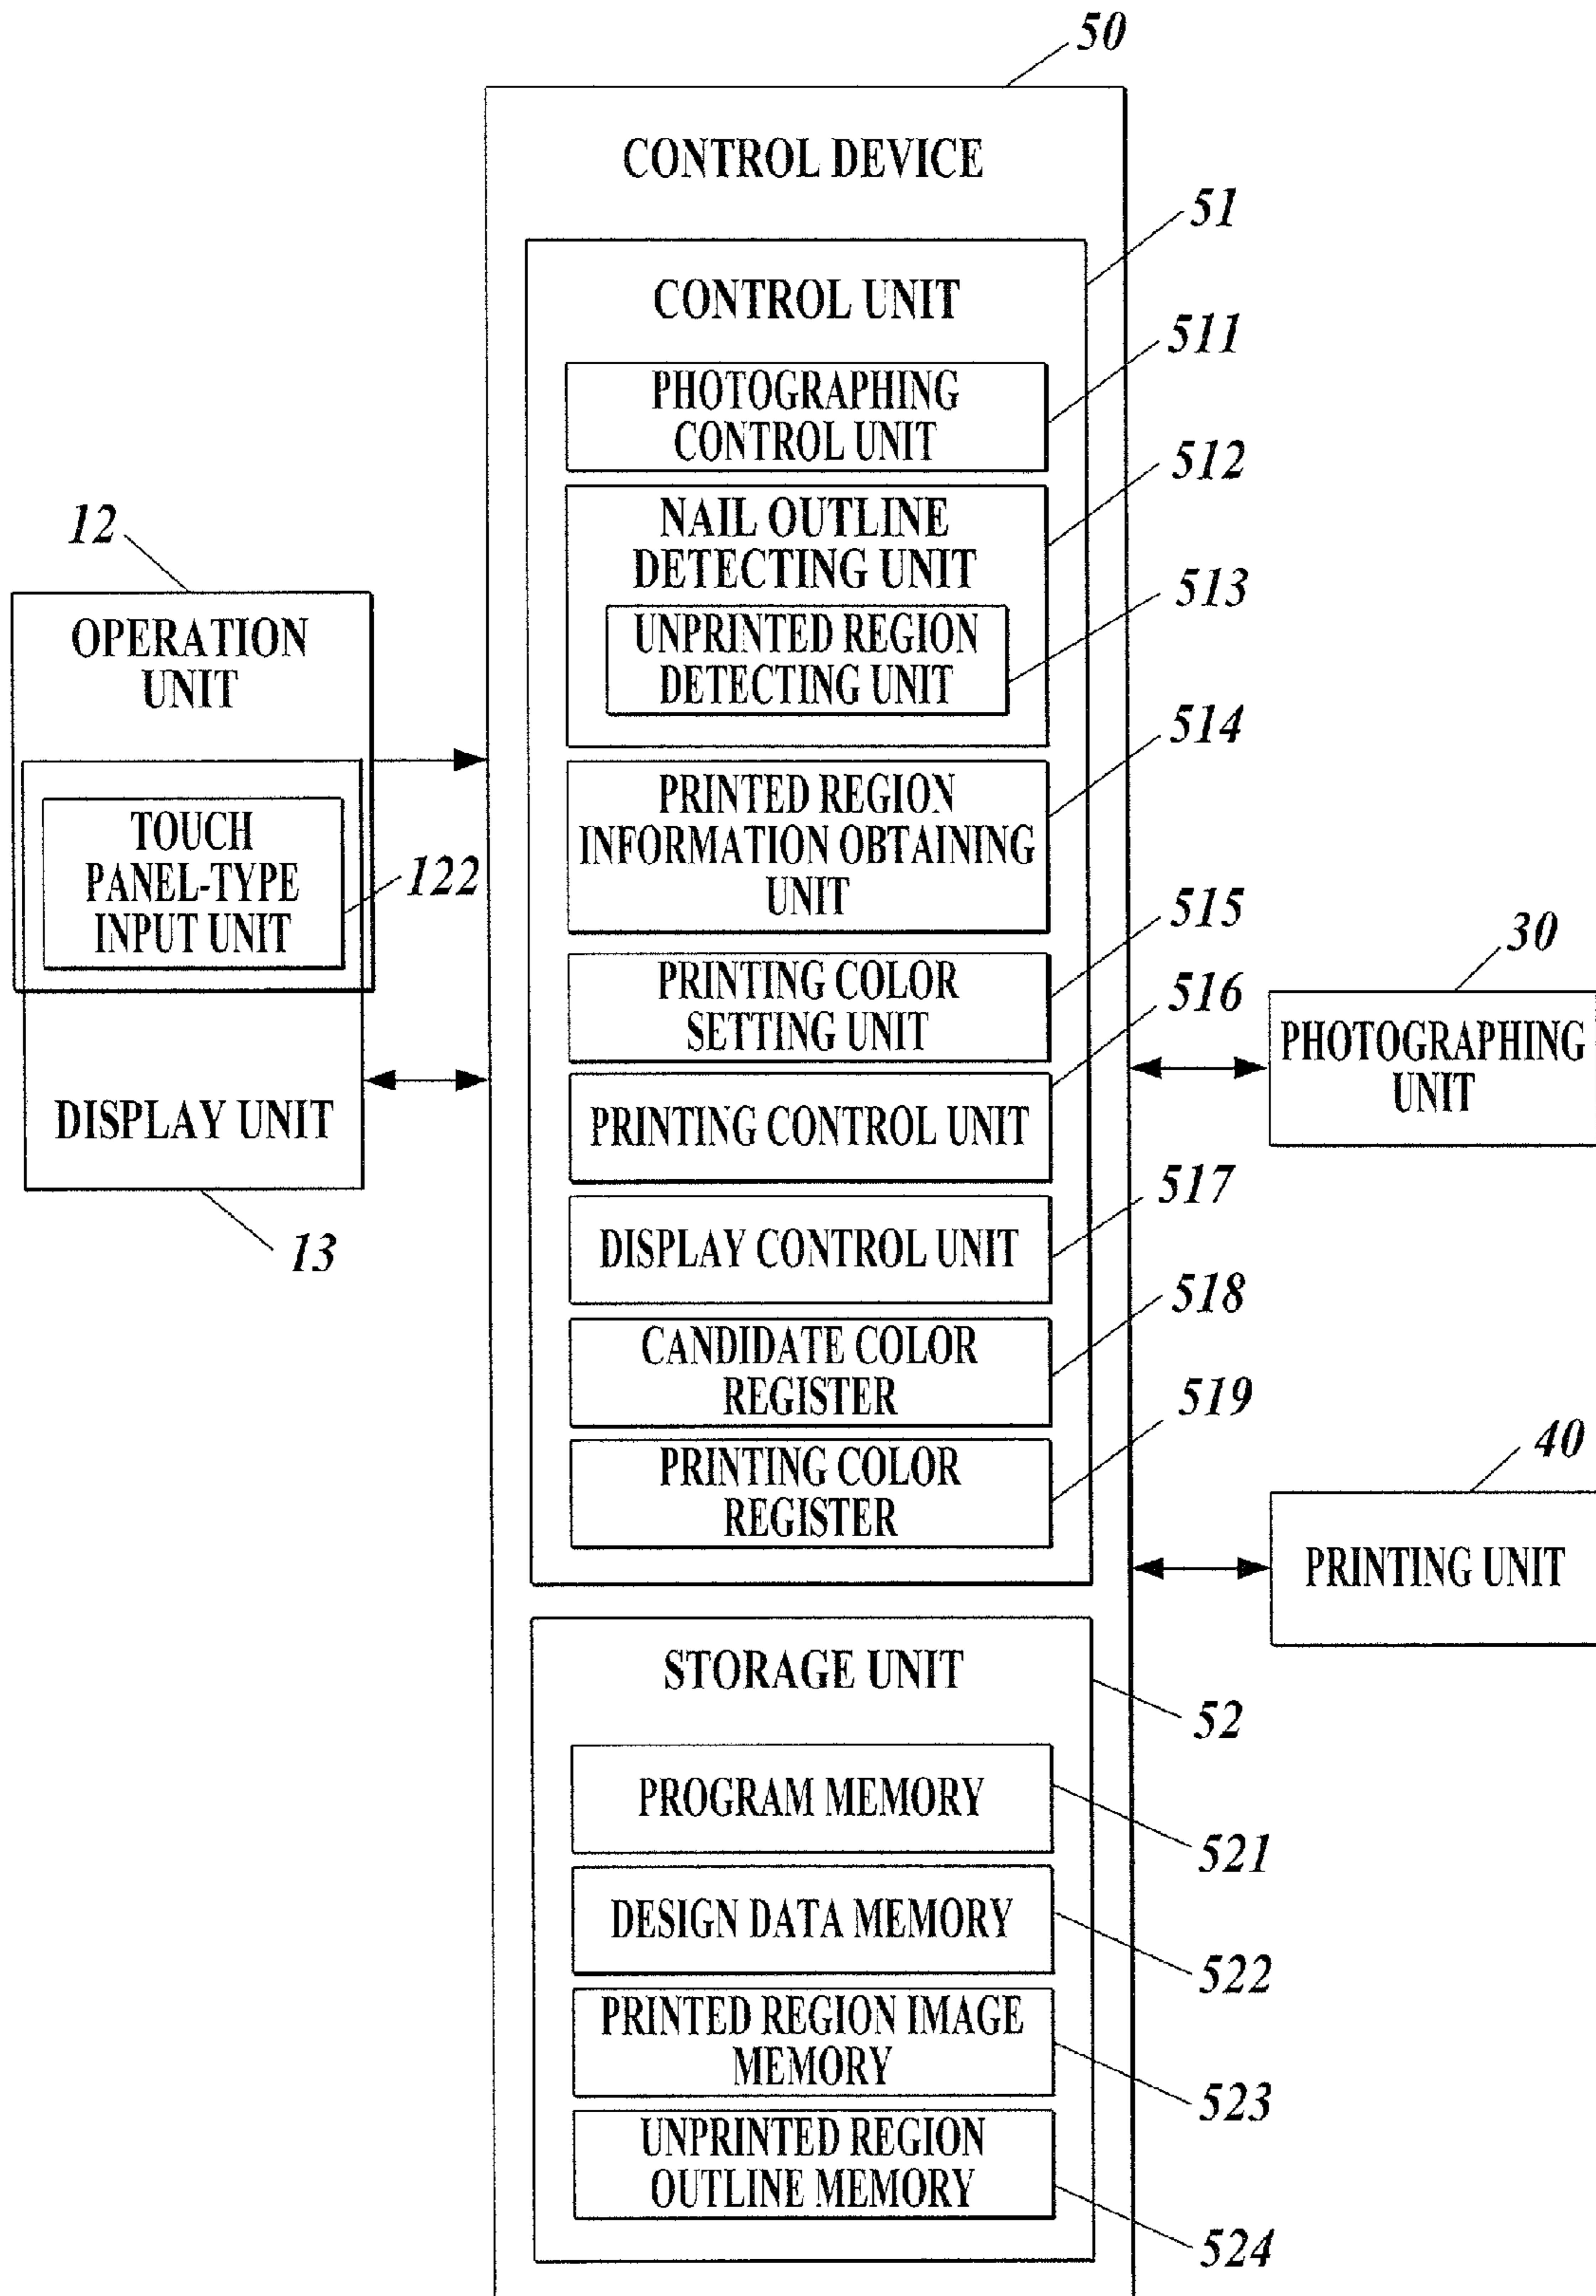 50
CONTROL DEVICE
51
CONTROL UNIT
511
PHOTOGRAPHING
CONTROL UNIT
512
NAIL OUTLINE
DETECTING UNIT
513
UNPRINTED REGION
DETECTING UNIT
514
PRINTED REGION
INFORMATION OBTAINING
UNIT
515
PRINTING COLOR
SETTING UNIT
516
PRINTING CONTROL UNIT
517
DISPLAY CONTROL UNIT
518
CANDIDATE COLOR
REGISTER
519
PRINTING COLOR
REGISTER
12
OPERATION
UNIT
TOUCH
PANEL-TYPE
INPUT UNIT
122
DISPLAY UNIT
13
30
PHOTOGRAPHING
UNIT
40
PRINTING UNIT
STORAGE UNIT
52
PROGRAM MEMORY
521
DESIGN DATA MEMORY
522
PRINTED REGION IMAGE
MEMORY
523
UNPRINTED REGION
OUTLINE MEMORY
524